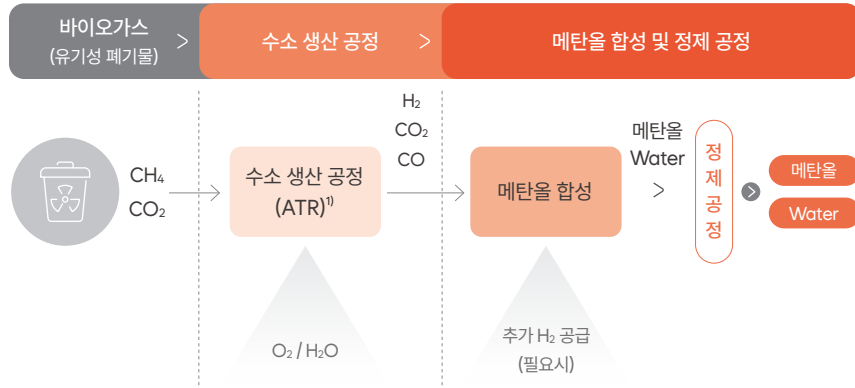 바이오가스
(유기성 폐기물)
>
수소 생산 공정
>
메탄올 합성 및 정제 공정
CH₄
CO₂
수소 생산 공정
(ATR)¹⁾
O₂ / H₂O
H₂
CO₂
CO
메탄올 합성
추가 H₂ 공급
(필요시)
메탄올
Water
>
정
제
공
정
>
메탄올
Water